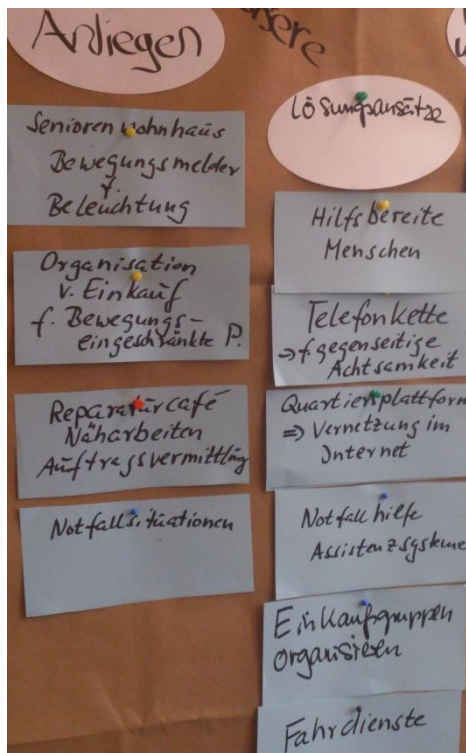 Anliegen
Seniorenwohnhaus
Bewegungsmelder
f.
Beleuchtung
Organisation
v. Einkauf
f. Bewegungs-
eingeschränkte P.
Reparaturcafé
Näharbeiten
Auftragsvermittlung
Notfallsituationen
Lösungsansätze
Hilfsbereite
Menschen
Telefonkette
⇒ f gegenseitige
Achtsamkeit
Quartiersplattform
⇒ Vernetzung im
Internet
Notfallhilfe
Assistenzsysteme
Einkaufsgruppen
organisieren
Fahrdienste